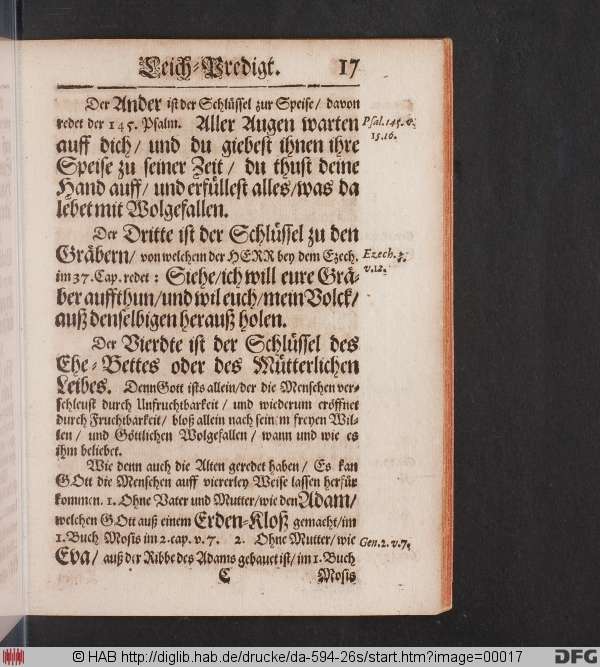 Leich-Predigt. 17
Der Ander ist der Schlüssel zur Speise/ davon
redet der 145. Psalm. Aller Augen warten
auff dich/ und du giebest ihnen ihre
Speise zu seiner Zeit/ du thust deine
Hand auff/ und erfüllest alles/was da
lebet mit Wolgefallen.
Psal. 145. v.
15.16.
Der Dritte ist der Schlüssel zu den
Gräbern/ von welchem der HERR bey dem Ezech.
im 37. Cap. redet: Siehe/ich will eure Grä-
ber auffthun/und wil euch/mein Volck/
auß denselbigen herauß holen.
Ezech.
v.12.
Der Vierdte ist der Schlüssel des
Ehe-Bettes oder des Mütterlichen
Leibes. Denn Gott ists allein/der die Menschen ver-
schleust durch Unfruchtbarkeit/ und wiederum eröffnet
durch Fruchtbarkeit/ bloß allein nach seinem freyen Wil-
len/ und Göttlichen Wolgefallen/ wann und wie es
ihm beliebet.
Wie denn auch die Alten geredet haben/ Es kan
GOtt die Menschen auff viererley Weise lassen herfür
kommen. 1. Ohne Vater und Mutter/wie den Adam/
welchen GOtt auß einem Erden-Kloß gemacht/im
1. Buch Mosis im 2. cap. v. 7. 2. Ohne Mutter/ wie
Eva/ auß der Ribbe des Adams gebauet ist/ im 1. Buch
Gen. 2. v. 7.
C Mosis
© HAB http://diglib.hab.de/drucke/da-594-26s/start.htm?image=00017
DFG